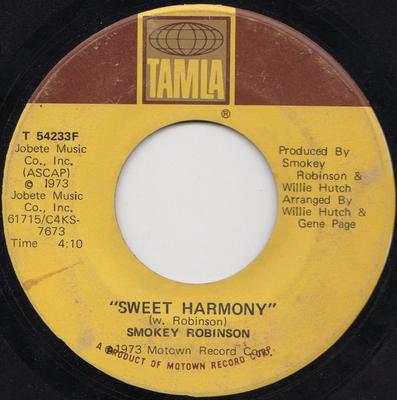 TAMLA
®
T 54233F
Jobete Music
Co., Inc.
(ASCAP)
© 1973
Jobete Music
Co., Inc.
61715/C4KS-
7673
Time 4:10
Produced By
Smokey
Robinson &
Willie Hutch
Arranged By
Willie Hutch &
Gene Page
"SWEET HARMONY"
(w. Robinson)
SMOKEY ROBINSON
℗1973 Motown Record Corp.
A PRODUCT OF MOTOWN RECORD CORP.